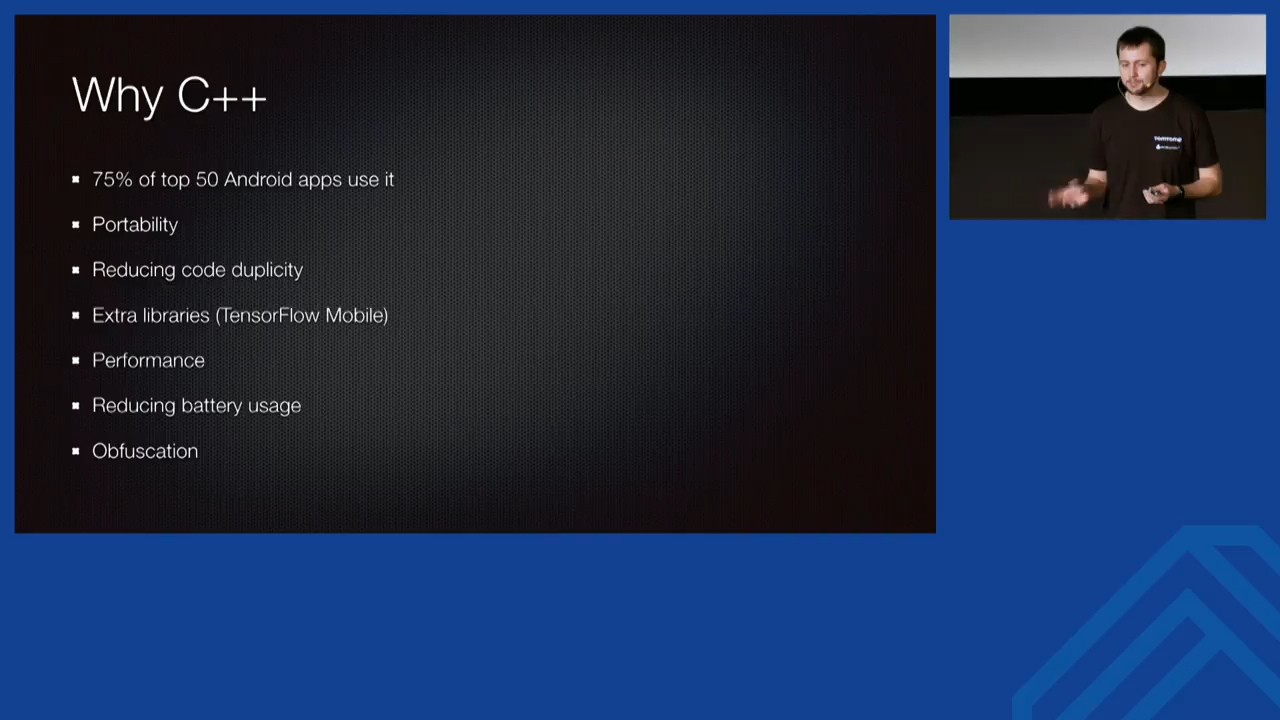 Why C++
75% of top 50 Android apps use it
Portability
Reducing code duplicity
Extra libraries (TensorFlow Mobile)
Performance
Reducing battery usage
Obfuscation